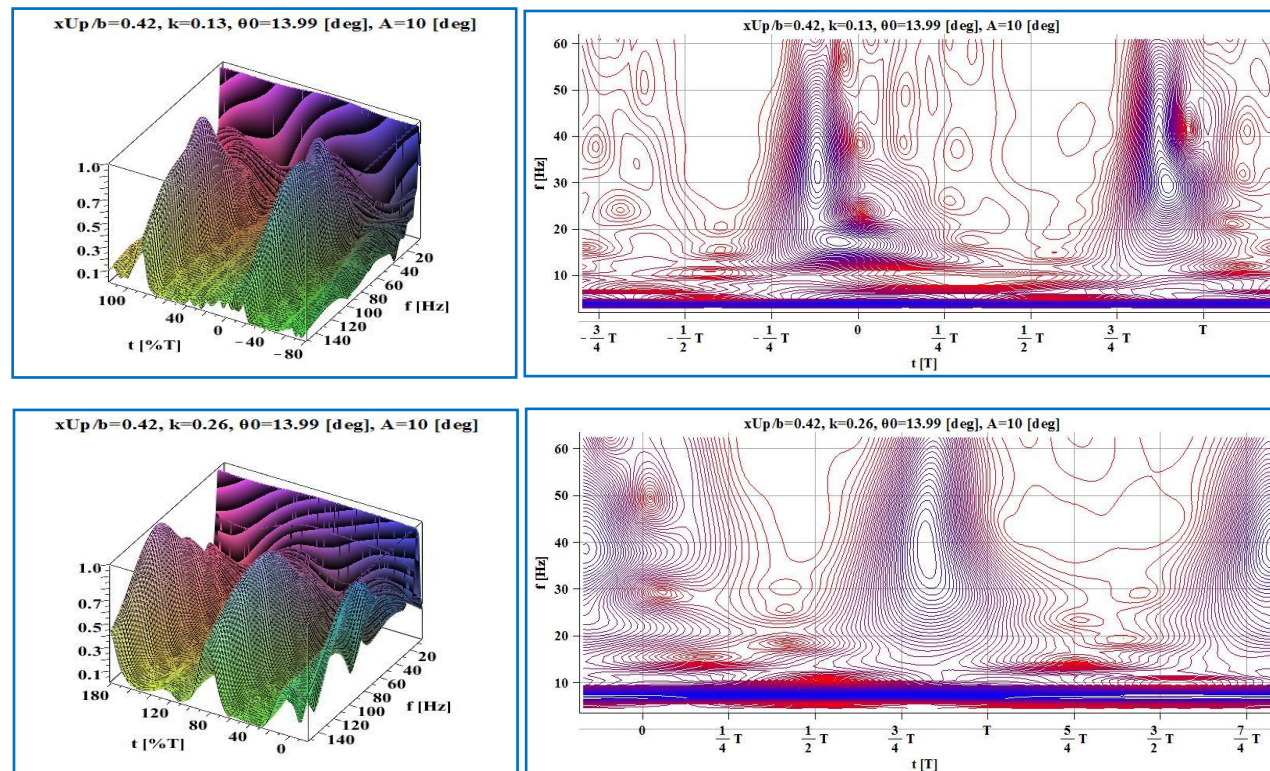 xUp/b=0.42, k=0.13, θ0=13.99 [deg], A=10 [deg]
1.0
0.9
0.7
0.5
0.3
0.1
100
40
0
−40
−80
t [%T]
140
120
100
80
60
40
20
f [Hz]
xUp/b=0.42, k=0.13, θ0=13.99 [deg], A=10 [deg]
60
50
40
30
20
10
f [Hz]
−3/4 T
−1/2 T
−1/4 T
0
1/4 T
1/2 T
3/4 T
T
t [T]
xUp/b=0.42, k=0.26, θ0=13.99 [deg], A=10 [deg]
1.0
0.7
0.5
0.3
0.1
180
120
80
40
0
t [%T]
140
120
100
80
60
40
20
f [Hz]
xUp/b=0.42, k=0.26, θ0=13.99 [deg], A=10 [deg]
60
50
40
30
20
10
f [Hz]
0
1/4 T
1/2 T
3/4 T
T
5/4 T
3/2 T
7/4 T
t [T]